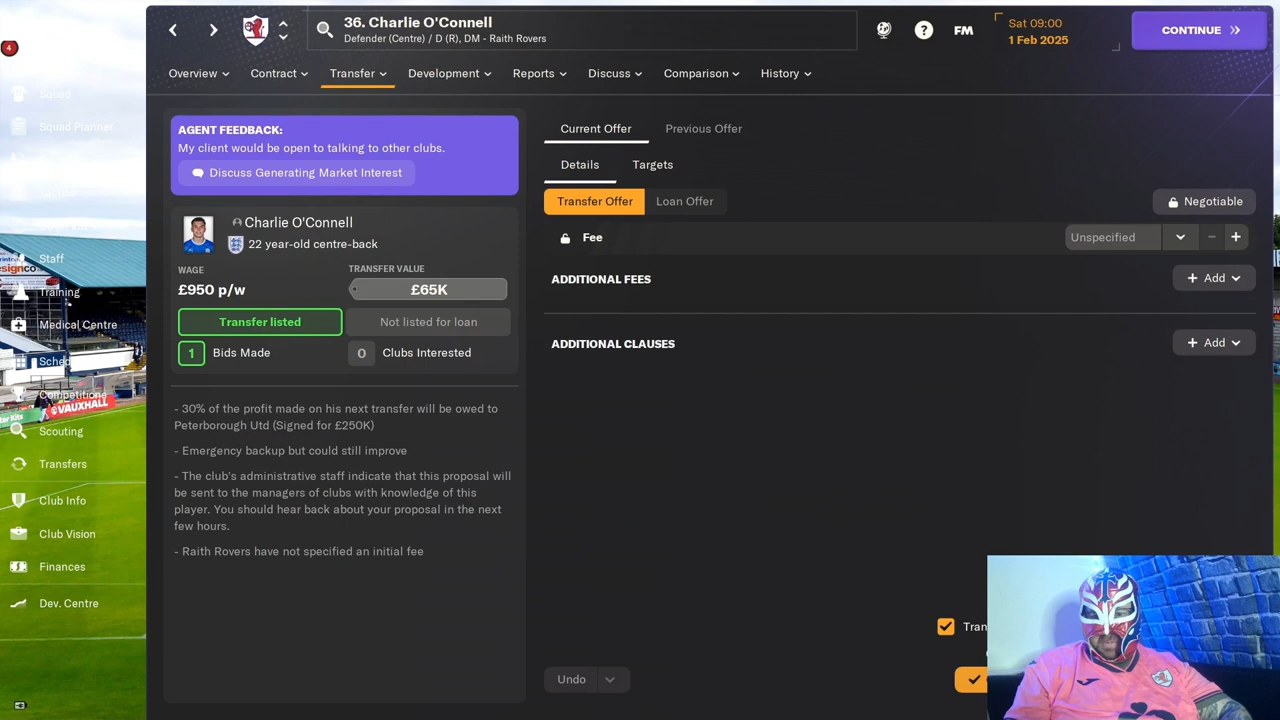 4
36. Charlie O'Connell
Defender (Centre) / D (R), DM - Raith Rovers
FM
Sat 09:00
1 Feb 2025
CONTINUE
Overview
Contract
Transfer
Development
Reports
Discuss
Comparison
History
Squad
Squad Planner
Staff
Training
Medical Centre
Sched
Competitions
Scouting
Transfers
Club Info
Club Vision
Finances
Dev. Centre
VAUXHALL
AGENT FEEDBACK:
My client would be open to talking to other clubs.
Discuss Generating Market Interest
Charlie O'Connell
22 year-old centre-back
WAGE
TRANSFER VALUE
£950 p/w
£65K
Transfer listed
Not listed for loan
1 Bids Made
0 Clubs Interested
- 30% of the profit made on his next transfer will be owed to
Peterborough Utd (Signed for £250K)
- Emergency backup but could still improve
- The club's administrative staff indicate that this proposal will
be sent to the managers of clubs with knowledge of this
player. You should hear back about your proposal in the next
few hours.
- Raith Rovers have not specified an initial fee
Current Offer
Previous Offer
Details
Targets
Transfer Offer
Loan Offer
Negotiable
Fee
Unspecified
ADDITIONAL FEES
Add
ADDITIONAL CLAUSES
Add
Tran
Undo